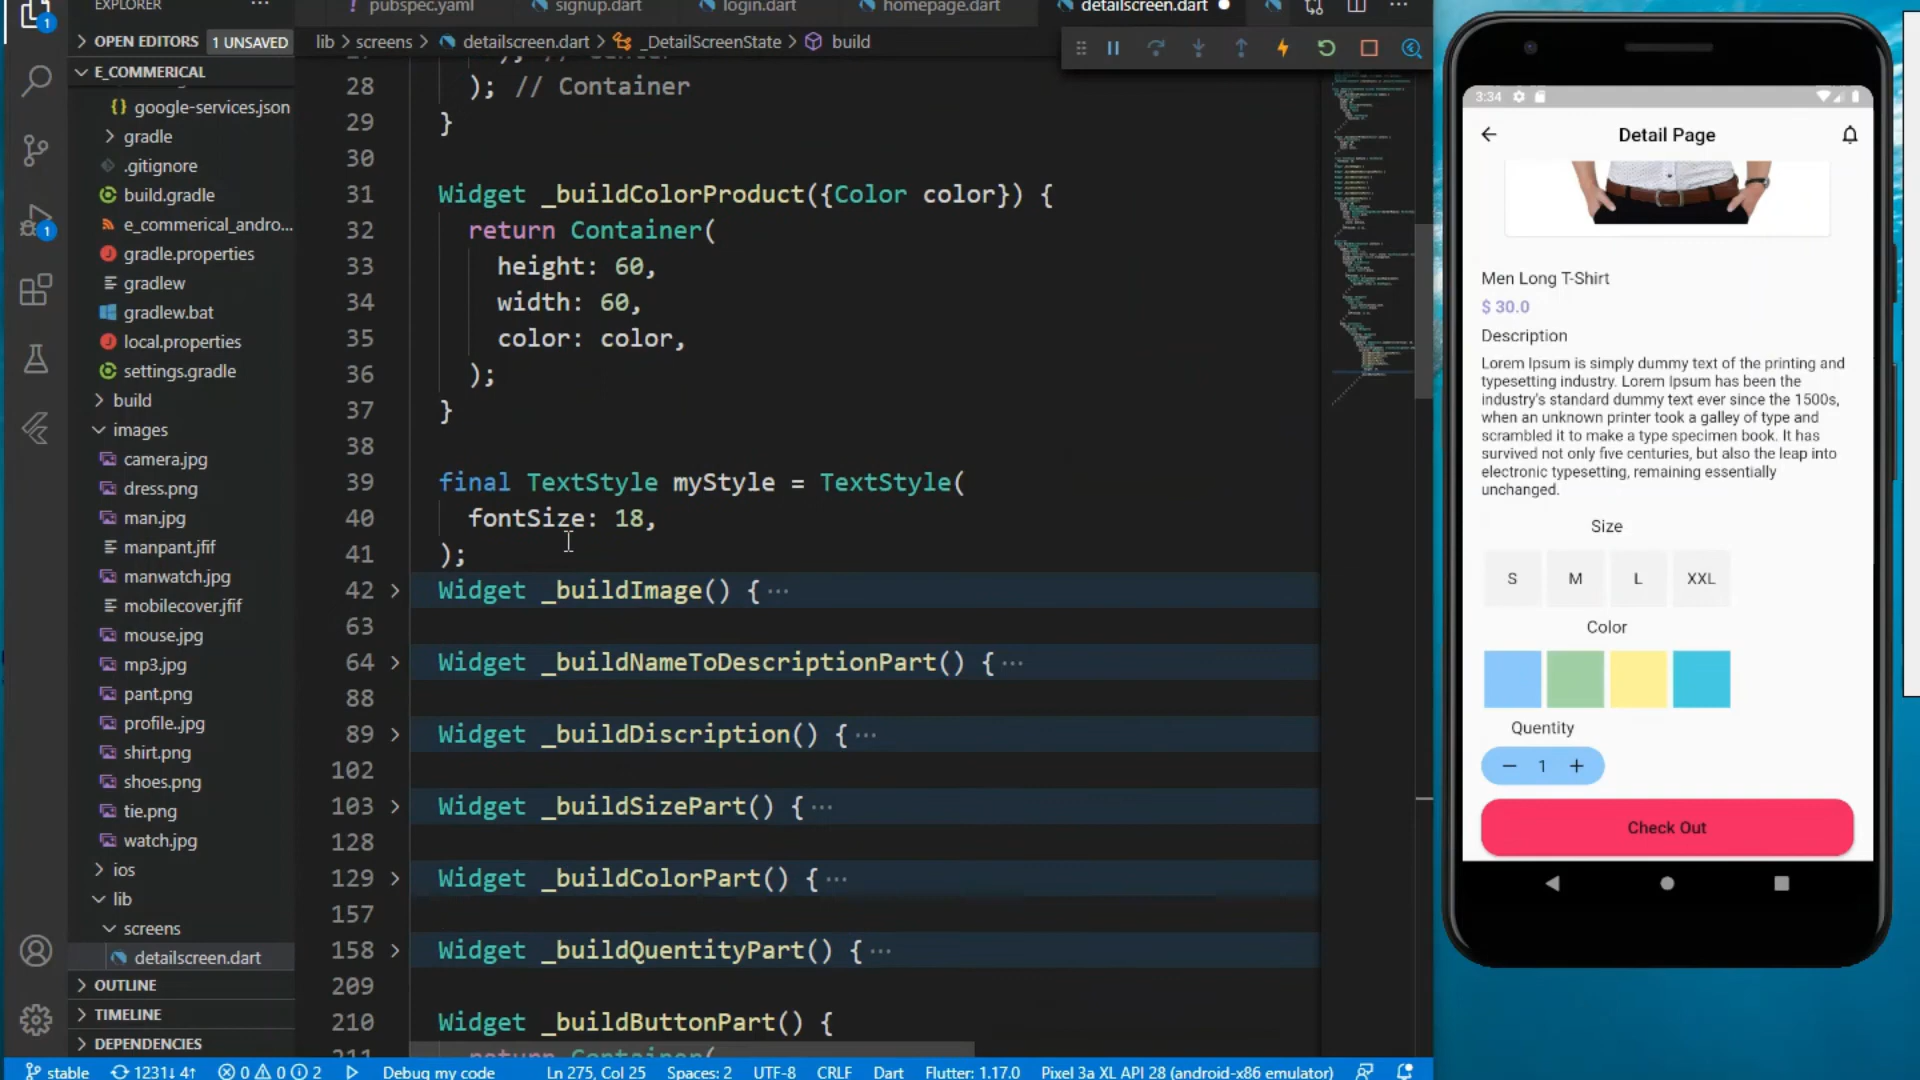 EXPLORER
OPEN EDITORS 1 UNSAVED
E_COMMERICAL
google-services.json
gradle
.gitignore
build.gradle
e_commerical_andro...
gradle.properties
gradlew
gradlew.bat
local.properties
settings.gradle
build
images
camera.jpg
dress.png
man.jpg
manpant.jfif
manwatch.jpg
mobilecover.jfif
mouse.jpg
mp3.jpg
pant.png
profile.jpg
shirt.png
shoes.png
tie.png
watch.jpg
ios
lib
screens
detailscreen.dart
OUTLINE
TIMELINE
DEPENDENCIES
1
1
pubspec.yaml signup.dart login.dart homepage.dart detailscreen.dart
lib > screens > detailscreen.dart > _DetailScreenState > build
28 ); // Container
29 }
30
31 Widget _buildColorProduct({Color color}) {
32 return Container(
33 height: 60,
34 width: 60,
35 color: color,
36 );
37 }
38
39 final TextStyle myStyle = TextStyle(
40 fontSize: 18,
41 );
42 Widget _buildImage() { ...
63
64 Widget _buildNameToDescriptionPart() { ...
88
89 Widget _buildDiscription() { ...
102
103 Widget _buildSizePart() { ...
128
129 Widget _buildColorPart() { ...
157
158 Widget _buildQuentityPart() { ...
209
210 Widget _buildButtonPart() {
211 return Container(
stable 1231↓ 4↑ 0 0 2 Debug my code Ln 275, Col 25 Spaces: 2 UTF-8 CRLF Dart Flutter: 1.17.0 Pixel 3a XL API 28 (android-x86 emulator)
3:34
Detail Page
Men Long T-Shirt
$ 30.0
Description
Lorem Ipsum is simply dummy text of the printing and
typesetting industry. Lorem Ipsum has been the
industry's standard dummy text ever since the 1500s,
when an unknown printer took a galley of type and
scrambled it to make a type specimen book. It has
survived not only five centuries, but also the leap into
electronic typesetting, remaining essentially
unchanged.
Size
S M L XXL
Color
Quentity
− 1 +
Check Out